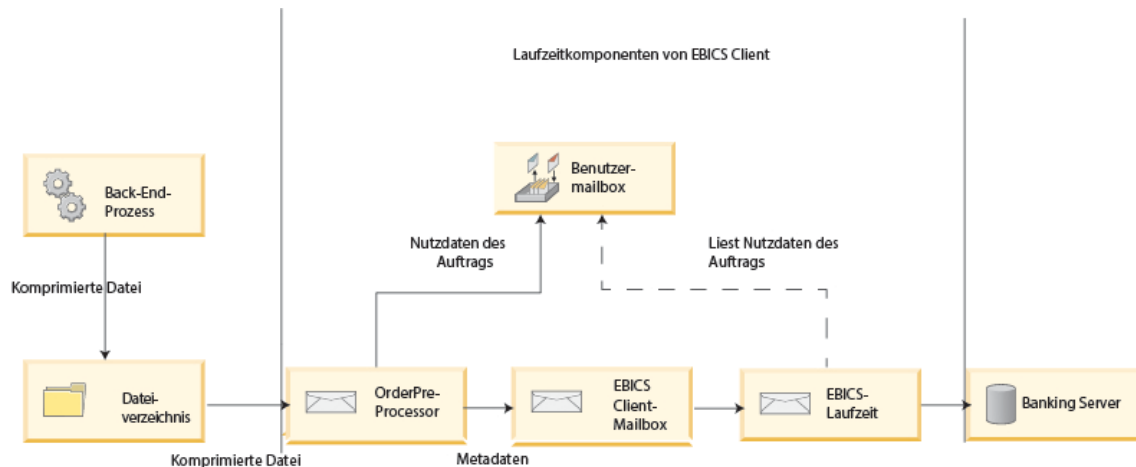 Laufzeitkomponenten von EBICS Client
Back-End-
Prozess
Benutzer-
mailbox
Nutzdaten des
Auftrags
Liest Nutzdaten des
Auftrags
Komprimierte Datei
Datei-
verzeichnis
OrderPre-
Processor
EBICS
Client-
Mailbox
EBICS-
Laufzeit
Banking Server
Komprimierte Datei
Metadaten